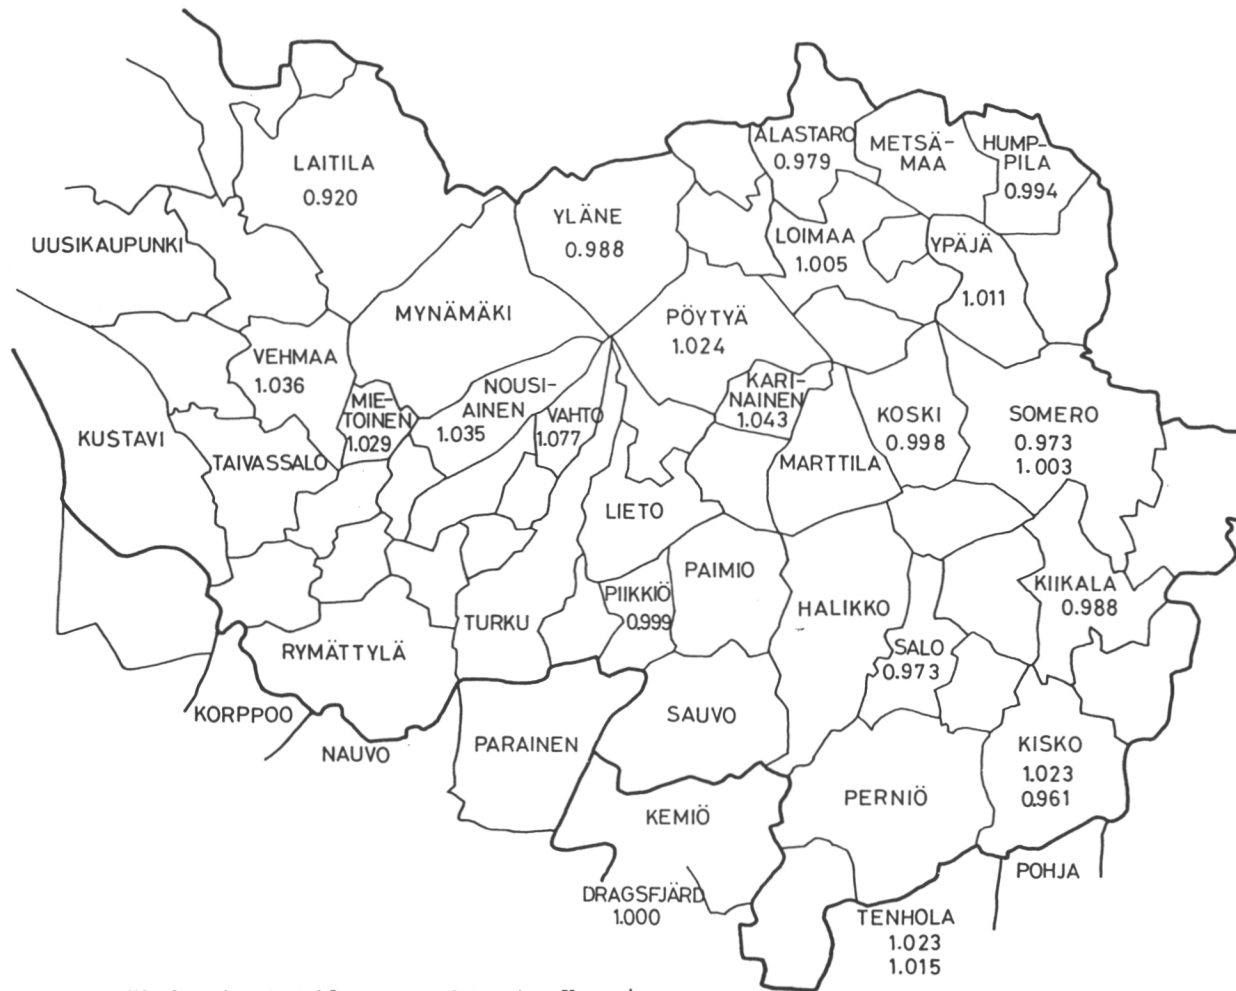 ALASTARO
0.979
METSÄ-
MAA
HUMP-
PILA
0.994
LAITILA
0.920
YLÄNE
0.988
LOIMAA
1.005
YPÄJÄ
1.011
UUSIKAUPUNKI
MYNÄMÄKI
PÖYTYÄ
1.024
VEHMAA
1.036
NOUSI-
AINEN
1.035
KARI-
NAINEN
1.043
MIE-
TOINEN
1.029
VAHTO
1.077
KOSKI
0.998
SOMERO
0.973
1.003
KUSTAVI
TAIVASSALO
MARTTILA
LIETO
PAIMIO
PIIKKIÖ
0.999
HALIKKO
KIIKALA
0.988
TURKU
RYMÄTTYLÄ
SALO
0.973
KORPPOO
NAUVO
PARAINEN
SAUVO
KISKO
1.023
0.961
KEMIÖ
PERNIÖ
POHJA
DRAGSFJÄRD
1.000
TENHOLA
1.023
1.015